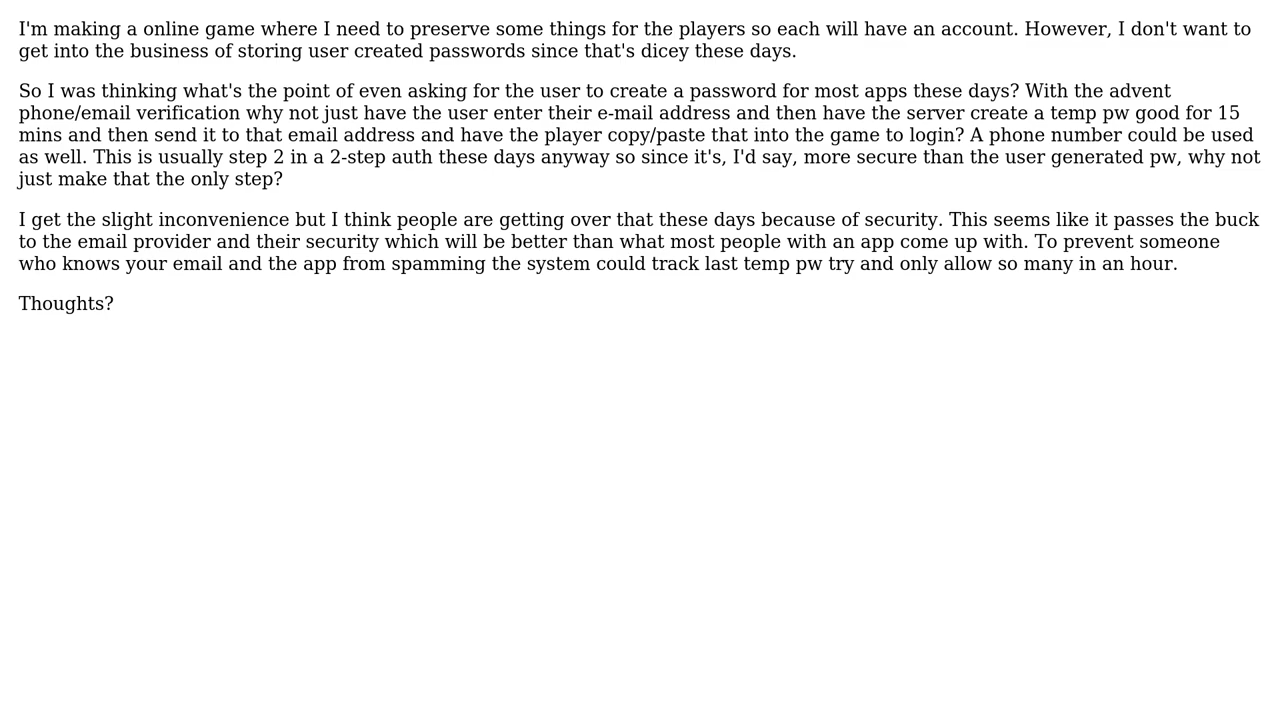 I'm making a online game where I need to preserve some things for the players so each will have an account. However, I don't want to
get into the business of storing user created passwords since that's dicey these days.
So I was thinking what's the point of even asking for the user to create a password for most apps these days? With the advent
phone/email verification why not just have the user enter their e-mail address and then have the server create a temp pw good for 15
mins and then send it to that email address and have the player copy/paste that into the game to login? A phone number could be used
as well. This is usually step 2 in a 2-step auth these days anyway so since it's, I'd say, more secure than the user generated pw, why not
just make that the only step?
I get the slight inconvenience but I think people are getting over that these days because of security. This seems like it passes the buck
to the email provider and their security which will be better than what most people with an app come up with. To prevent someone
who knows your email and the app from spamming the system could track last temp pw try and only allow so many in an hour.
Thoughts?